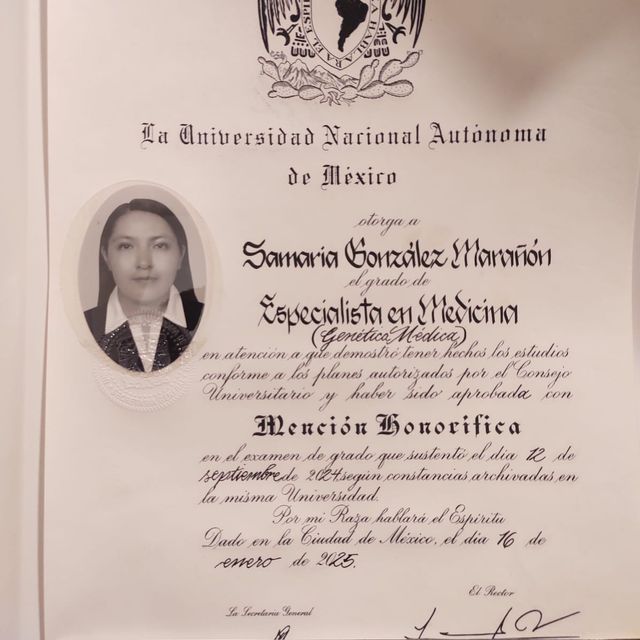 HABLARA EL ESPIRI
La Universidad Nacional Autónoma
de México
otorga a
Samaria González Marañón
el grado de
Especialista en Medicina
(Genética Médica)
en atención a que demostró tener hechos los estudios
conforme a los planes autorizados por el Consejo
Universitario y haber sido aprobada con
Mención Honorífica
en el examen de grado que sustentó el día 12 de
septiembre de 2024 según constancias archivadas en
la misma Universidad.
Por mi Raza hablará el Espíritu
Dado en la Ciudad de México, el día 16 de
enero de 2025.
El Rector
La Secretaria General